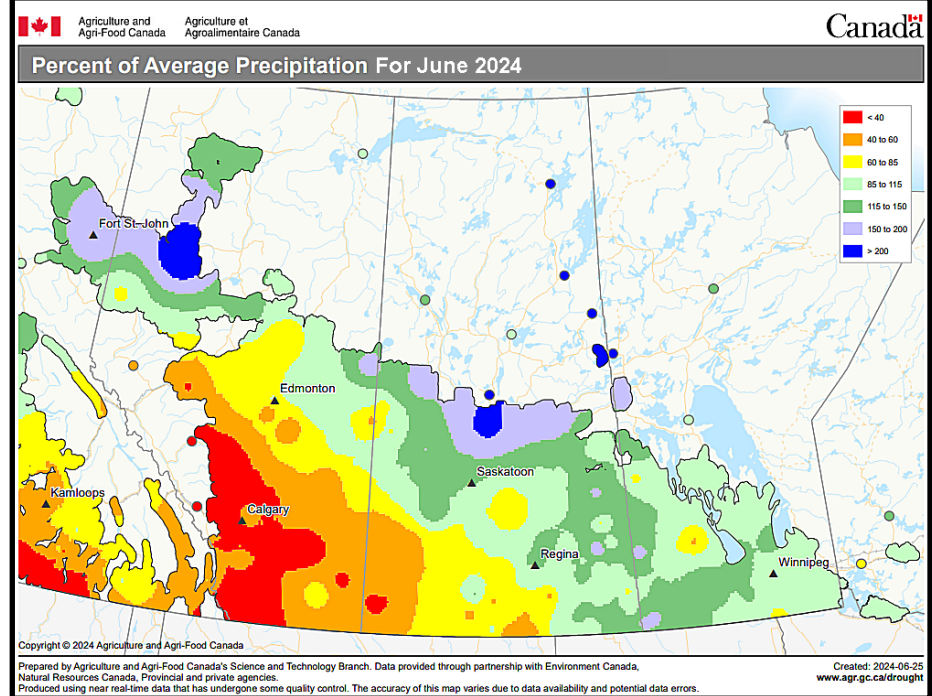 Agriculture and
Agri-Food Canada
Agriculture et
Agroalimentaire Canada
Canada
Percent of Average Precipitation For June 2024
< 40
40 to 60
60 to 85
85 to 115
115 to 150
150 to 200
> 200
Fort St. John
Edmonton
Saskatoon
Kamloops
Calgary
Regina
Winnipeg
Copyright © 2024 Agriculture and Agri-Food Canada
Prepared by Agriculture and Agri-Food Canada's Science and Technology Branch. Data provided through partnership with Environment Canada,
Natural Resources Canada, Provincial and private agencies.
Produced using near real-time data that has undergone some quality control. The accuracy of this map varies due to data availability and potential data errors.
Created: 2024-06-25
www.agr.gc.ca/drought